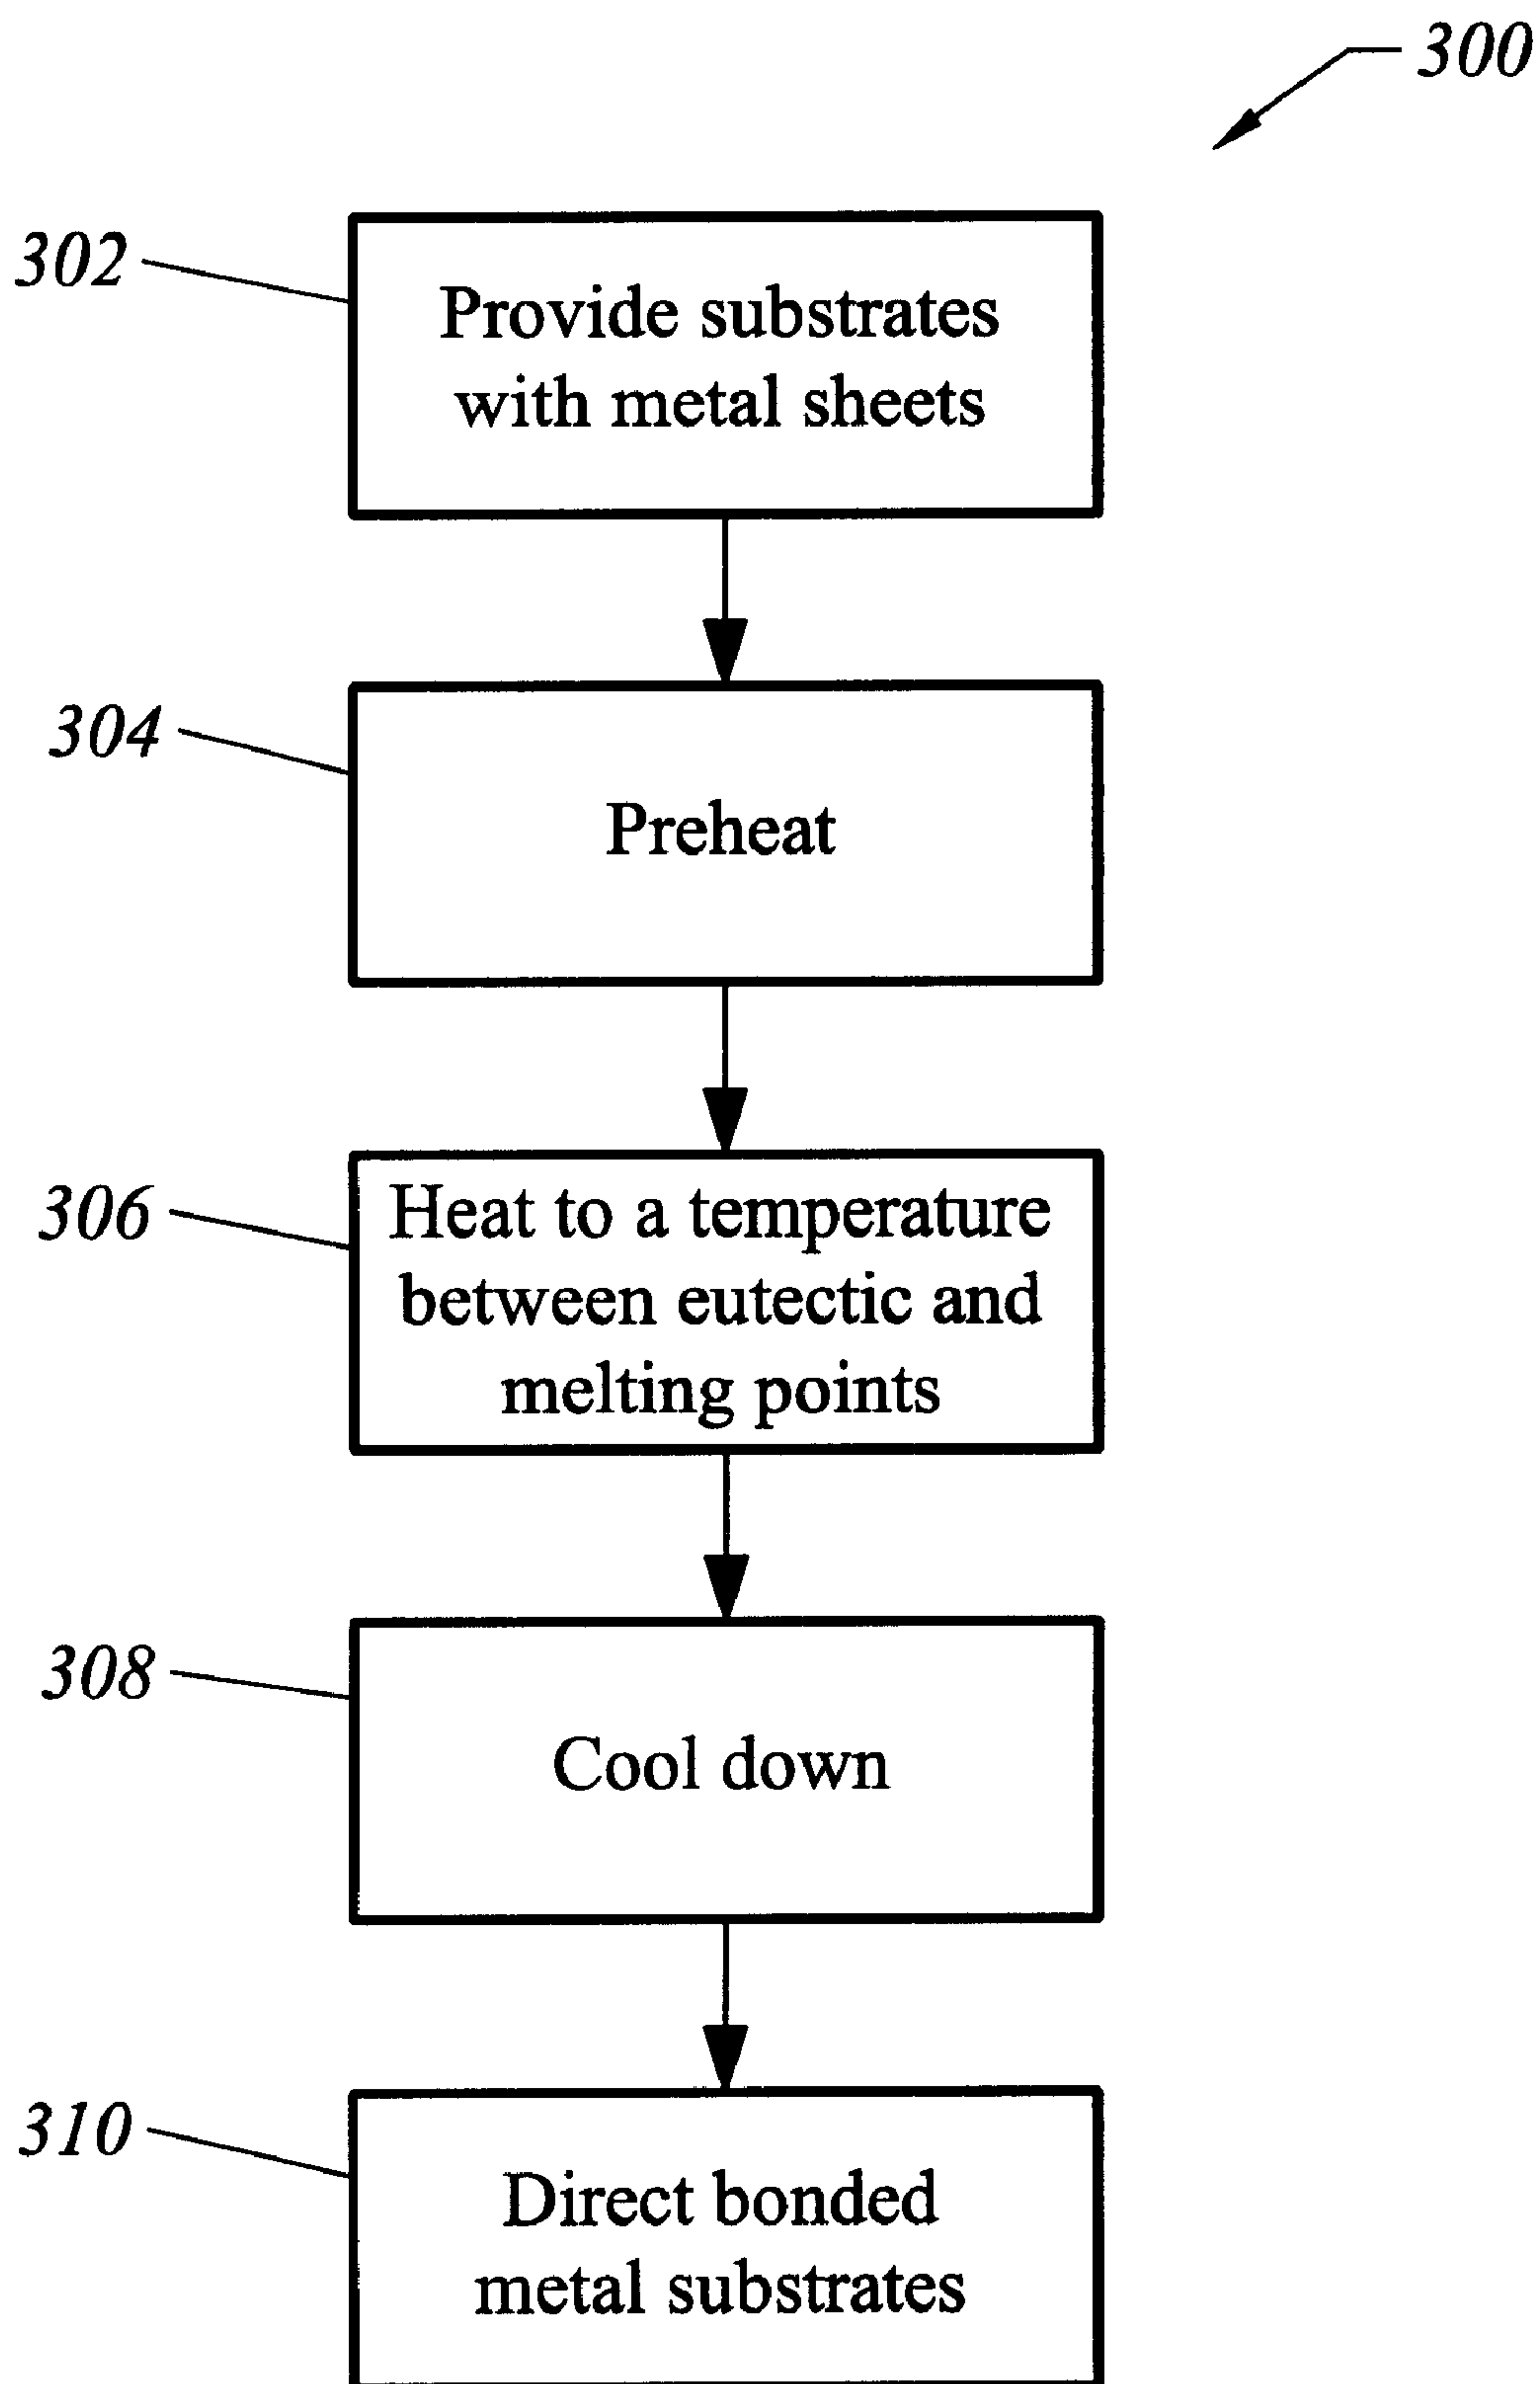 300
302
Provide substrates
with metal sheets
304
Preheat
306
Heat to a temperature
between eutectic and
melting points
308
Cool down
310
Direct bonded
metal substrates